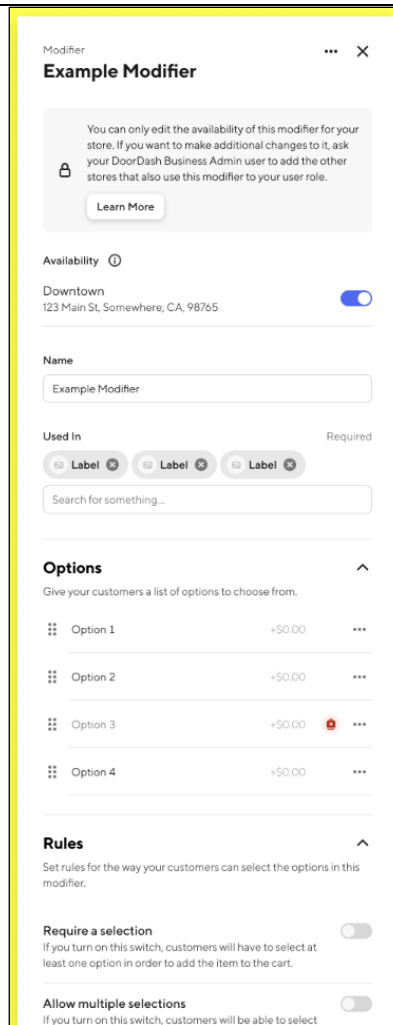 Modifier
Example Modifier
You can only edit the availability of this modifier for your
store. If you want to make additional changes to it, ask
your DoorDash Business Admin user to add the other
stores that also use this modifier to your user role.
Learn More
Availability
Downtown
123 Main St, Somewhere, CA, 98765
Name
Example Modifier
Used In Required
Label Label Label
Search for something...
Options
Give your customers a list of options to choose from.
Option 1 +$0.00
Option 2 +$0.00
Option 3 +$0.00
Option 4 +$0.00
Rules
Set rules for the way your customers can select the options in this
modifier.
Require a selection
If you turn on this switch, customers will have to select at
least one option in order to add the item to the cart.
Allow multiple selections
If you turn on this switch, customers will be able to select